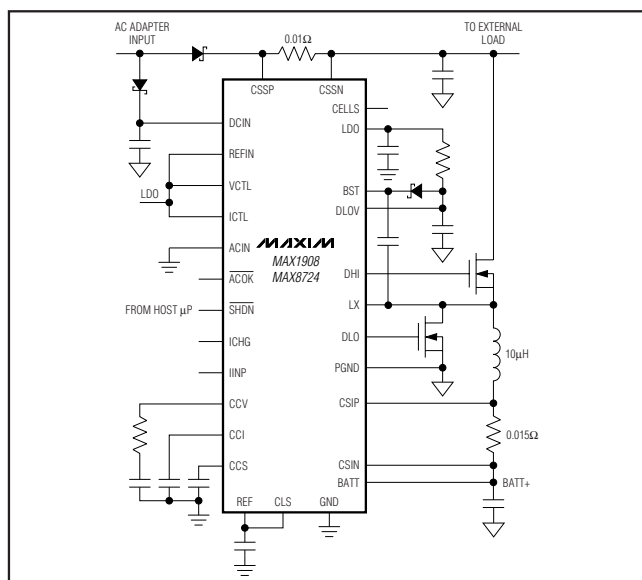 AC ADAPTER
INPUT
TO EXTERNAL
LOAD
0.01Ω
CSSP
CSSN
CELLS
LDO
DCIN
REFIN
VCTL
LDO
ICTL
BST
DLOV
ACIN
MAXIM
MAX1908
MAX8724
DHI
ACOK
LX
FROM HOST µP
SHDN
ICHG
DLO
10µH
IINP
PGND
CCV
CSIP
CCI
0.015Ω
CCS
CSIN
BATT
BATT+
REF
CLS
GND